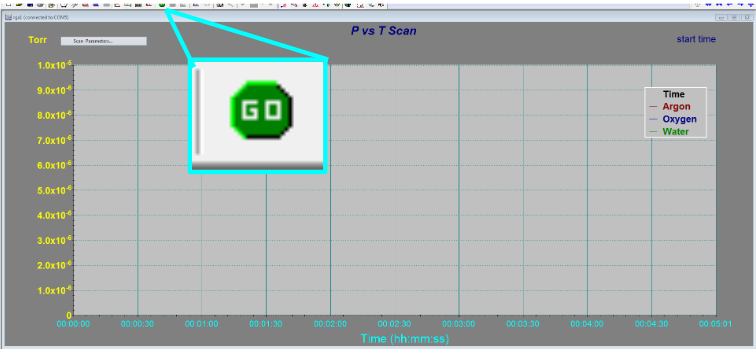 rga1 (connected to COM5)
P vs T Scan
Torr
Scan Parameters...
start time
1.0x10⁻⁵
9.0x10⁻⁶
8.0x10⁻⁶
7.0x10⁻⁶
6.0x10⁻⁶
5.0x10⁻⁶
4.0x10⁻⁶
3.0x10⁻⁶
2.0x10⁻⁶
1.0x10⁻⁶
0
GO
Time
Argon
Oxygen
Water
00:00:00 00:00:30 00:01:00 00:01:30 00:02:00 00:02:30 00:03:00 00:03:30 00:04:00 00:04:30 00:05:01
Time (hh:mm:ss)